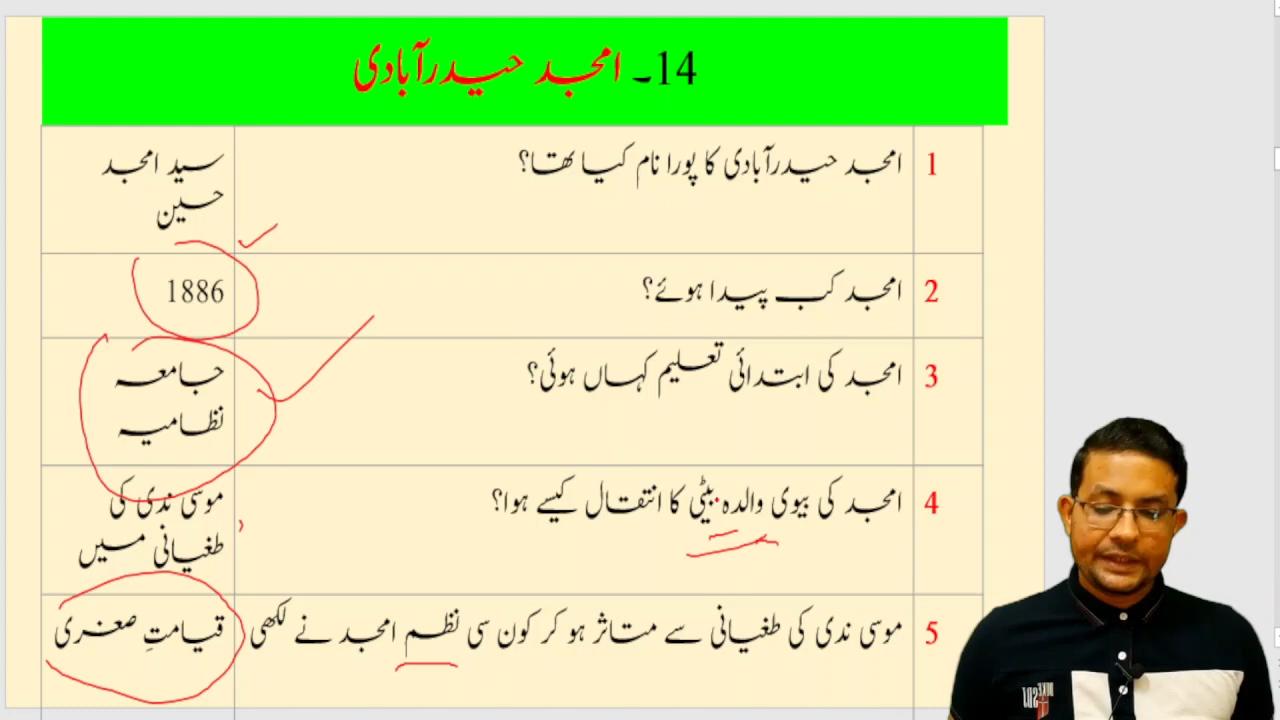 14۔ امجد حیدرآبادی
1 امجد حیدرآبادی کا پورا نام کیا تھا؟ سید امجد
حسین
2 امجد کب پیدا ہوئے؟ 1886
3 امجد کی ابتدائی تعلیم کہاں ہوئی؟ جامعہ
نظامیہ
4 امجد کی بیوی والدہ بیٹی کا انتقال کیسے ہوا؟ موسی ندی کی
طغیانی میں
5 موسی ندی کی طغیانی سے متاثر ہو کر کون سی نظم امجد نے لکھی قیامتِ صغری